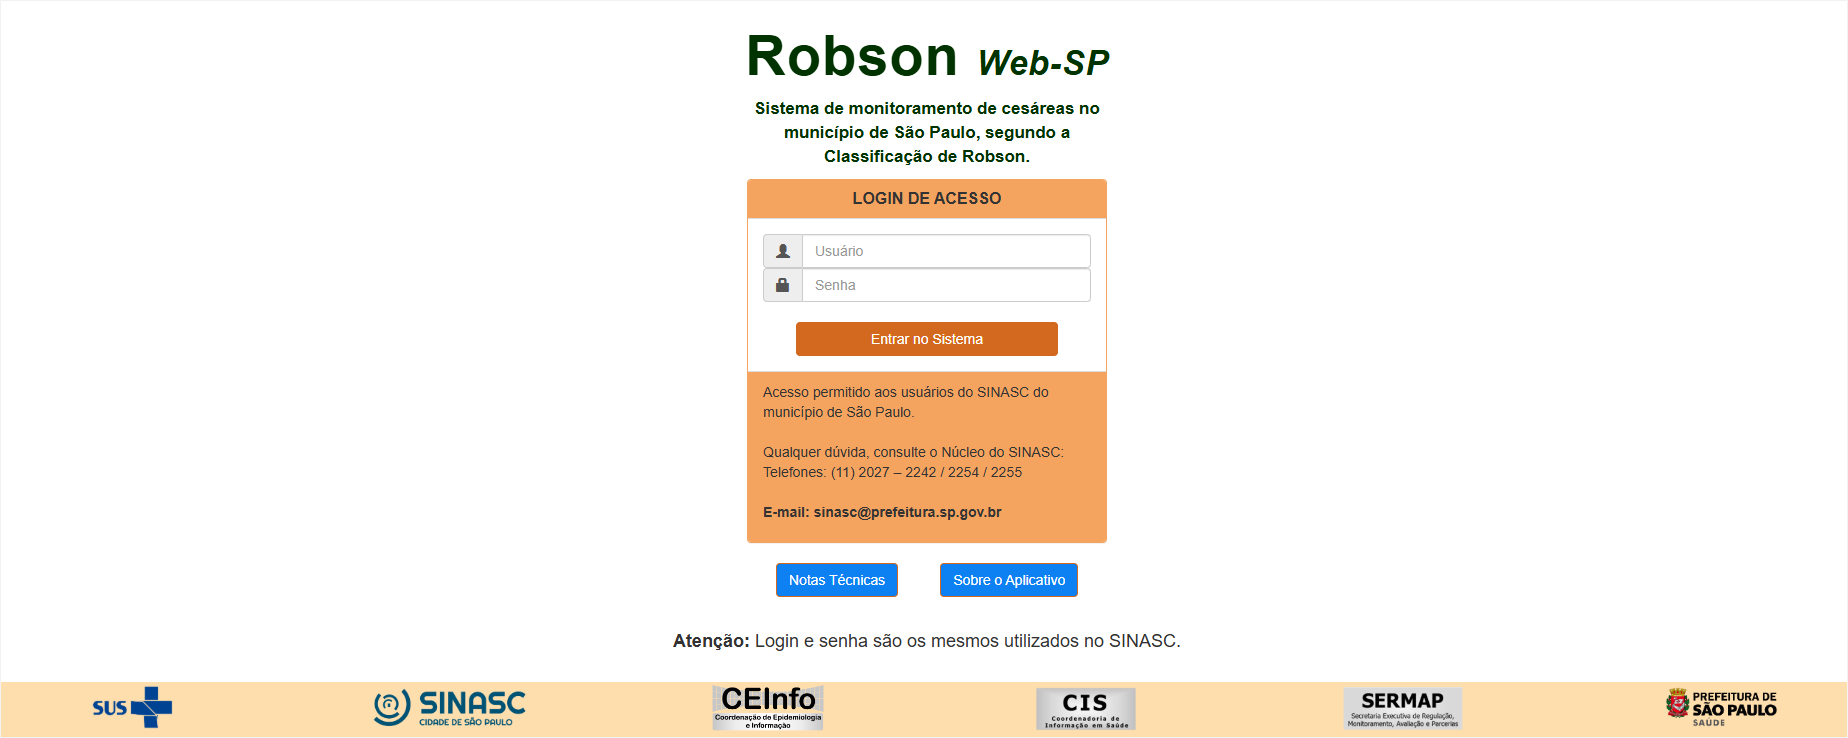 Robson Web-SP
Sistema de monitoramento de cesáreas no
município de São Paulo, segundo a
Classificação de Robson.
LOGIN DE ACESSO
Usuário
Senha
Entrar no Sistema
Acesso permitido aos usuários do SINASC do
município de São Paulo.
Qualquer dúvida, consulte o Núcleo do SINASC:
Telefones: (11) 2027 – 2242 / 2254 / 2255
E-mail: sinasc@prefeitura.sp.gov.br
Notas Técnicas
Sobre o Aplicativo
Atenção: Login e senha são os mesmos utilizados no SINASC.
SUS
SINASC
CIDADE DE SÃO PAULO
CEInfo
Coordenação de Epidemiologia
e Informação
CIS
Coordenadoria de
Informação em Saúde
SERMAP
Secretaria Executiva de Regulação,
Monitoramento, Avaliação e Parcerias
PREFEITURA DE
SÃO PAULO
SAÚDE